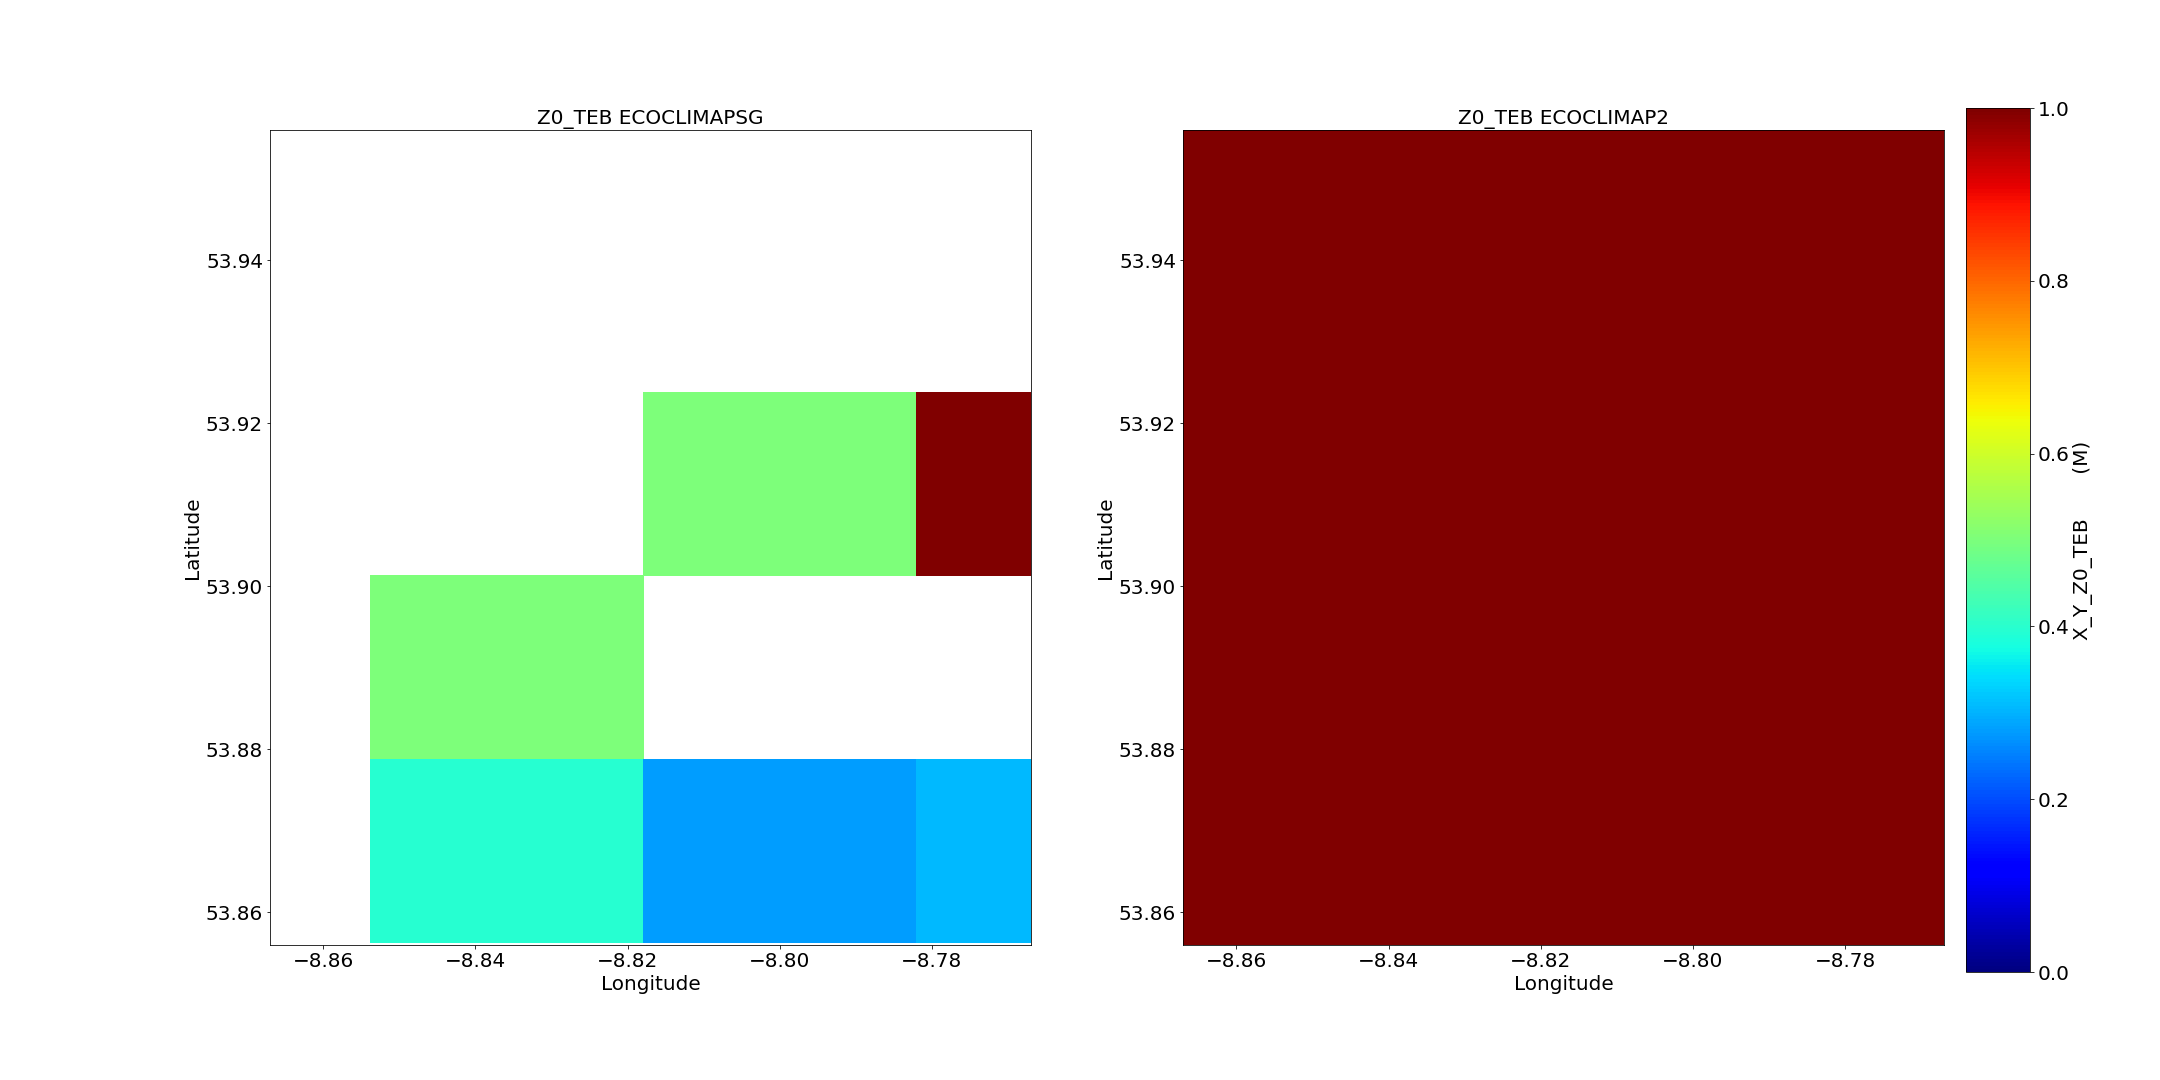 Z0_TEB ECOCLIMAPSG
53.94
53.92
53.90
53.88
53.86
Latitude
−8.86 −8.84 −8.82 −8.80 −8.78
Longitude
Z0_TEB ECOCLIMAP2
53.94
53.92
53.90
53.88
53.86
Latitude
−8.86 −8.84 −8.82 −8.80 −8.78
Longitude
1.0
0.8
0.6
0.4
0.2
0.0
X_Y_Z0_TEB (M)